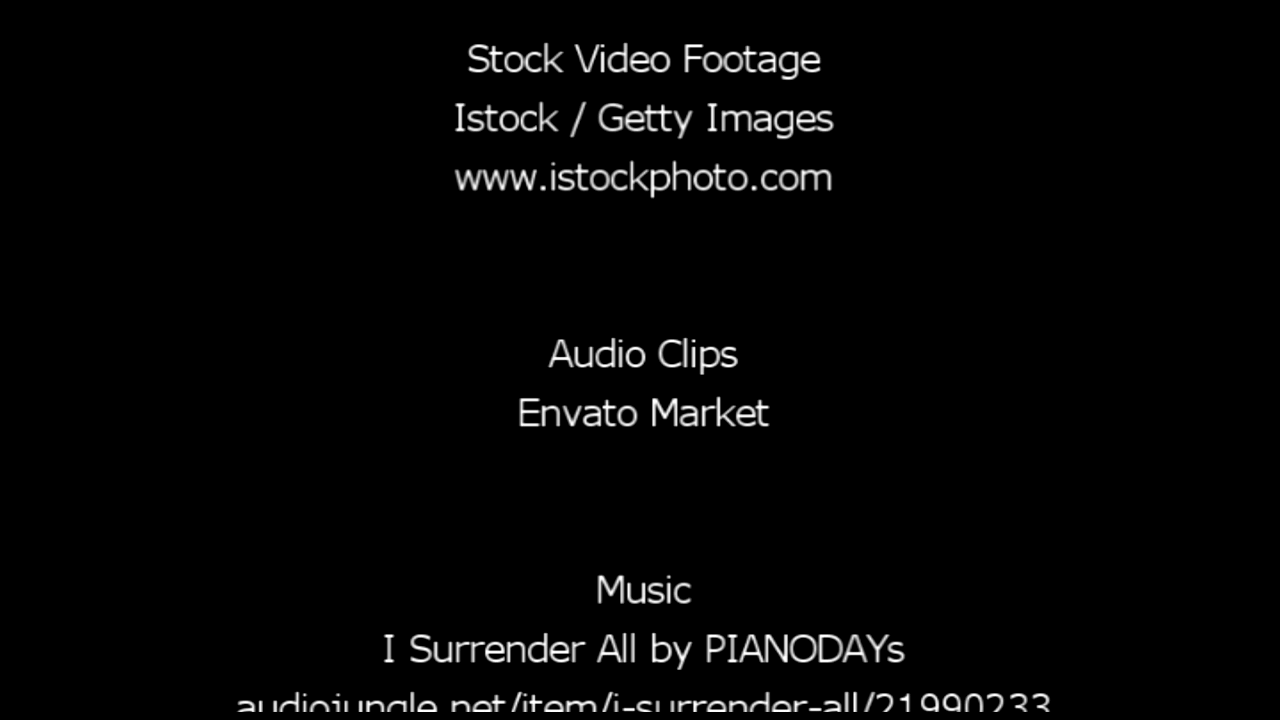 Stock Video Footage
Istock / Getty Images
www.istockphoto.com
Audio Clips
Envato Market
Music
I Surrender All by PIANODAYs
audiojungle.net/item/i-surrender-all/21990233